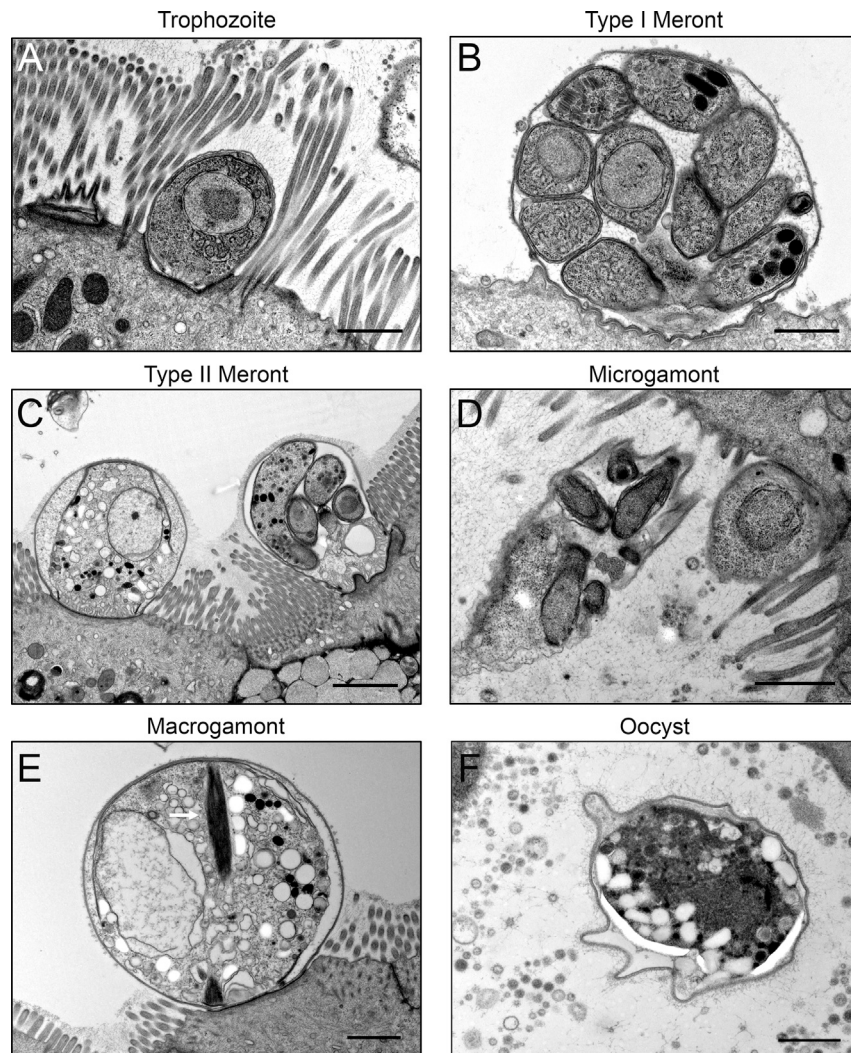 Trophozoite
Type I Meront
A
B
Type II Meront
Microgamont
C
D
Macrogamont
Oocyst
E
F